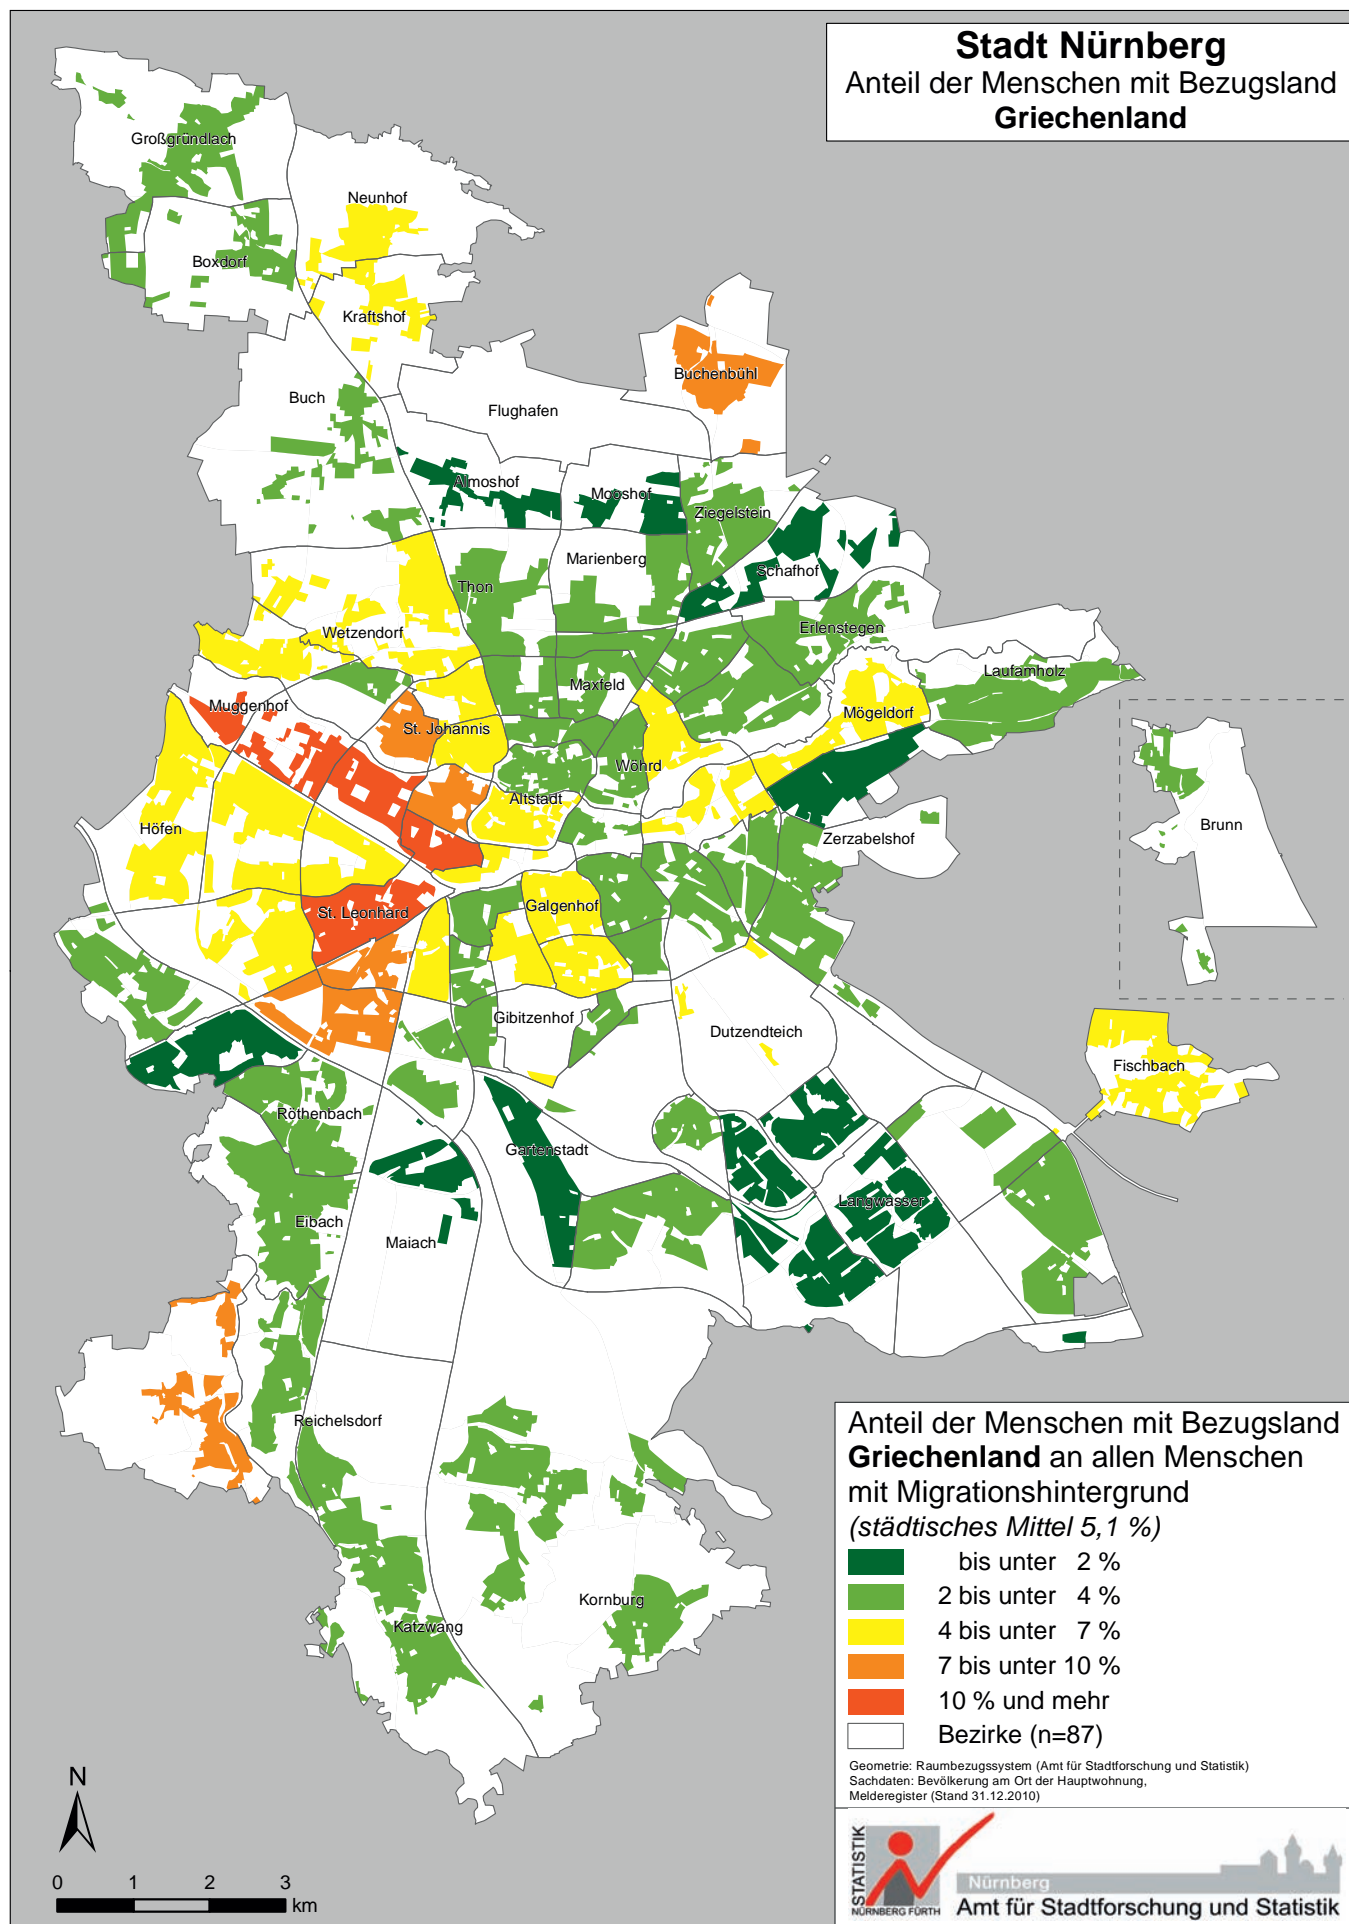 Stadt Nürnberg
Anteil der Menschen mit Bezugsland
Griechenland
Großgründlach
Neunhof
Boxdorf
Kraftshof
Buchenbühl
Buch
Flughafen
Almoshof
Mooshof
Ziegelstein
Marienberg
Schafhof
Thon
Wetzendorf
Erlenstegen
Laufamholz
Maxfeld
Muggenhof
Mögeldorf
St. Johannis
Wöhrd
Altstadt
Höfen
Brunn
Zerzabelshof
St. Leonhard
Galgenhof
Gibitzenhof
Dutzendteich
Fischbach
Röthenbach
Gartenstadt
Langwasser
Eibach
Maiach
Reichelsdorf
Kornburg
Katzwang
Anteil der Menschen mit Bezugsland
Griechenland an allen Menschen
mit Migrationshintergrund
(städtisches Mittel 5,1 %)
bis unter 2 %
2 bis unter 4 %
4 bis unter 7 %
7 bis unter 10 %
10 % und mehr
Bezirke (n=87)
Geometrie: Raumbezugssystem (Amt für Stadtforschung und Statistik)
Sachdaten: Bevölkerung am Ort der Hauptwohnung,
Melderegister (Stand 31.12.2010)
N
0 1 2 3
km
STATISTIK
NÜRNBERG FÜRTH
Nürnberg
Amt für Stadtforschung und Statistik